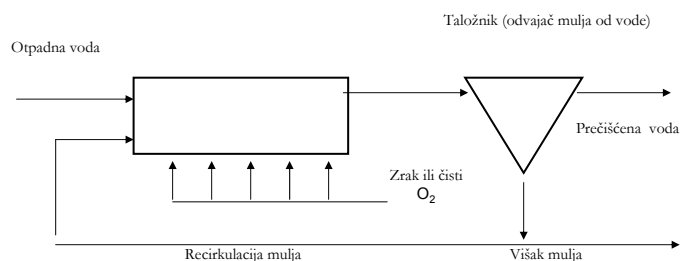 Taložnik (odvajač mulja od vode)
Otpadna voda
Prečišćena voda
Zrak ili čisti
O₂
Recirkulacija mulja
Višak mulja